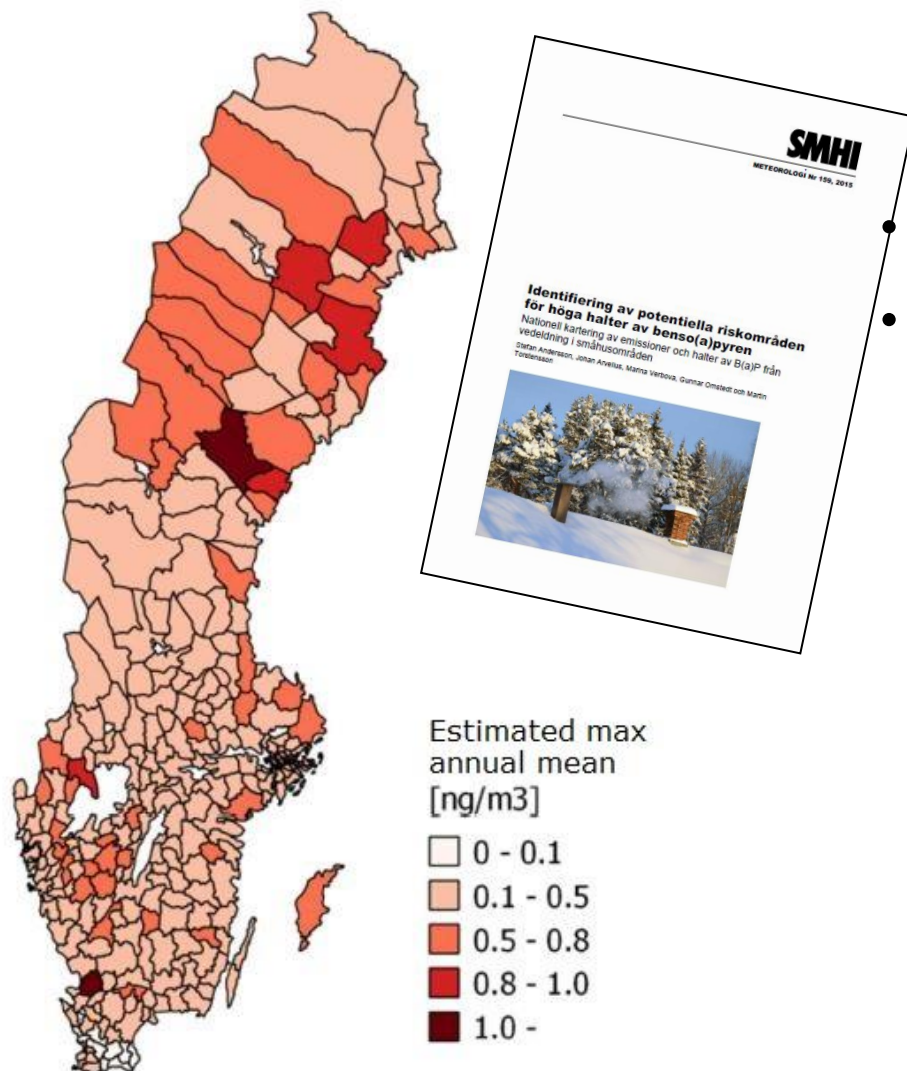 SMHI
METEOROLOGI Nr 159, 2015
Identifiering av potentiella riskområden
för höga halter av benso(a)pyren
Nationell kartering av emissioner och halter av B(a)P från
vedeldning i småhusområden
Stefan Andersson, Johan Arvelius, Marina Verbova, Gunnar Omstedt och Martin
Torstensson
Estimated max
annual mean
[ng/m3]
0 - 0.1
0.1 - 0.5
0.5 - 0.8
0.8 - 1.0
1.0 -